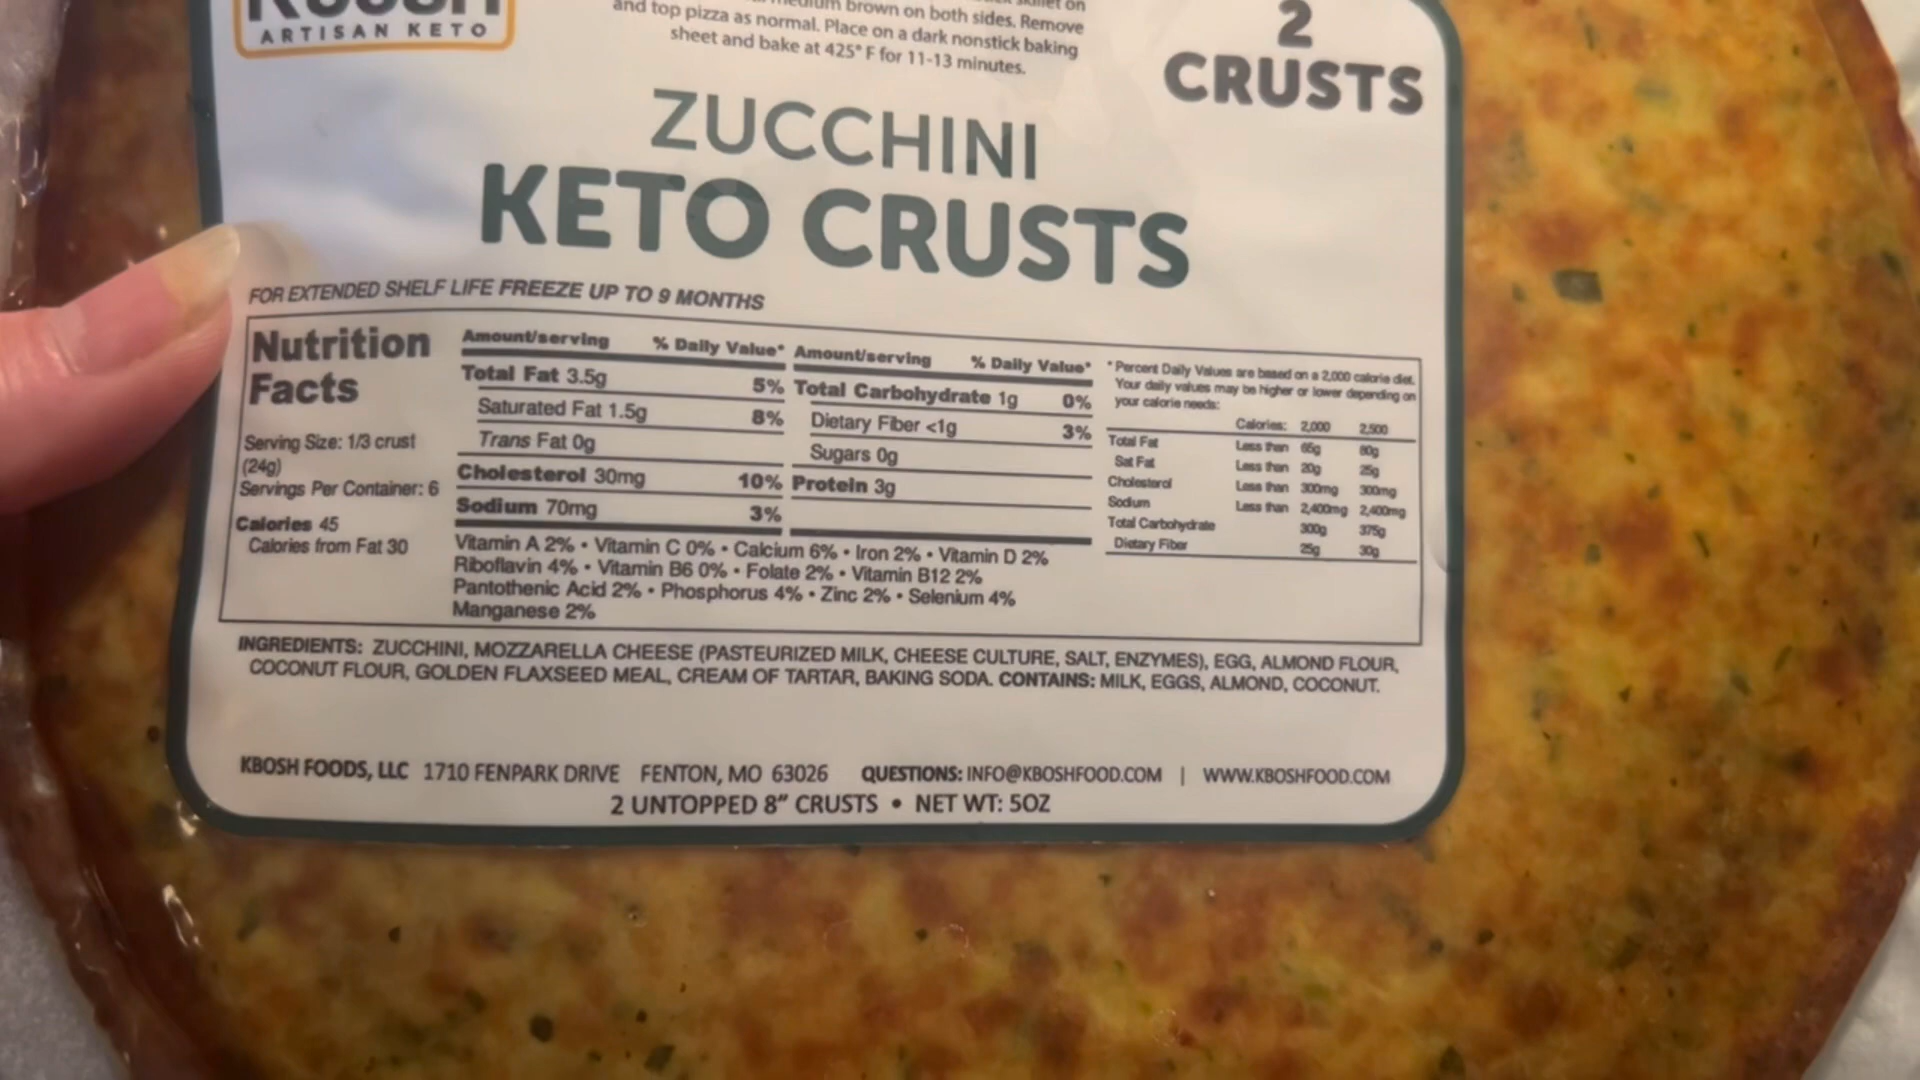 ARTISAN KETO
brown on both sides. Remove
and top pizza as normal. Place on a dark nonstick baking
sheet and bake at 425° F for 11-13 minutes.
2
CRUSTS
ZUCCHINI
KETO CRUSTS
FOR EXTENDED SHELF LIFE FREEZE UP TO 9 MONTHS
Nutrition
Facts
Serving Size: 1/3 crust
(24g)
Servings Per Container: 6
Calories 45
Calories from Fat 30
Amount/serving % Daily Value*
Total Fat 3.5g 5%
Saturated Fat 1.5g 8%
Trans Fat 0g
Cholesterol 30mg 10%
Sodium 70mg 3%
Amount/serving % Daily Value*
Total Carbohydrate 1g 0%
Dietary Fiber <1g 3%
Sugars 0g
Protein 3g
Vitamin A 2% • Vitamin C 0% • Calcium 6% • Iron 2% • Vitamin D 2%
Riboflavin 4% • Vitamin B6 0% • Folate 2% • Vitamin B12 2%
Pantothenic Acid 2% • Phosphorus 4% • Zinc 2% • Selenium 4%
Manganese 2%
* Percent Daily Values are based on a 2,000 calorie diet.
Your daily values may be higher or lower depending on
your calorie needs:
Calories: 2,000 2,500
Total Fat Less than 65g 80g
Sat Fat Less than 20g 25g
Cholesterol Less than 300mg 300mg
Sodium Less than 2,400mg 2,400mg
Total Carbohydrate 300g 375g
Dietary Fiber 25g 30g
INGREDIENTS: ZUCCHINI, MOZZARELLA CHEESE (PASTEURIZED MILK, CHEESE CULTURE, SALT, ENZYMES), EGG, ALMOND FLOUR,
COCONUT FLOUR, GOLDEN FLAXSEED MEAL, CREAM OF TARTAR, BAKING SODA. CONTAINS: MILK, EGGS, ALMOND, COCONUT.
KBOSH FOODS, LLC 1710 FENPARK DRIVE FENTON, MO 63026 QUESTIONS: INFO@KBOSHFOOD.COM | WWW.KBOSHFOOD.COM
2 UNTOPPED 8” CRUSTS • NET WT: 5OZ